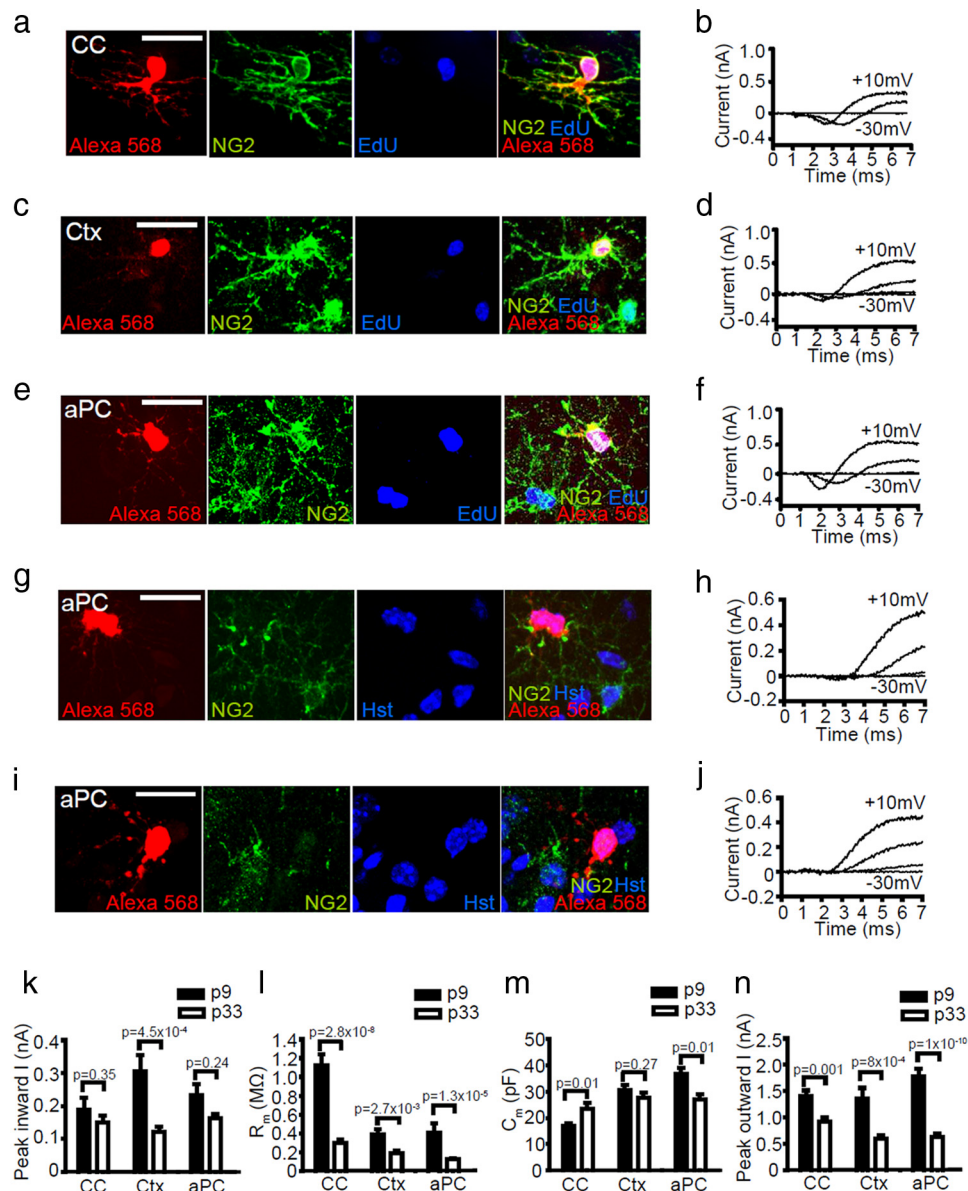 a
CC
Alexa 568
NG2
EdU
NG2 EdU
Alexa 568
b
Current (nA)
1.0
0.5
0
-0.4
+10mV
-30mV
0 1 2 3 4 5 6 7
Time (ms)
c
Ctx
Alexa 568
NG2
EdU
NG2 EdU
Alexa 568
d
Current (nA)
1.0
0.5
0
-0.4
+10mV
-30mV
0 1 2 3 4 5 6 7
Time (ms)
e
aPC
Alexa 568
NG2
EdU
NG2 EdU
Alexa 568
f
Current (nA)
1.0
0.5
0
-0.4
+10mV
-30mV
0 1 2 3 4 5 6 7
Time (ms)
g
aPC
Alexa 568
NG2
Hst
NG2 Hst
Alexa 568
h
Current (nA)
0.6
0.4
0.2
0
-0.2
+10mV
-30mV
0 1 2 3 4 5 6 7
Time (ms)
i
aPC
Alexa 568
NG2
Hst
NG2 Hst
Alexa 568
j
Current (nA)
0.6
0.4
0.2
0
-0.2
+10mV
-30mV
0 1 2 3 4 5 6 7
Time (ms)
k
p9
p33
Peak inward I (nA)
0.4
0.3
0.2
0.1
0
p=0.35
p=4.5x10-4
p=0.24
CC Ctx aPC
l
p9
p33
Rm (MΩ)
1.4
1.2
1.0
0.8
0.6
0.4
0.2
0
p=2.8x10-8
p=2.7x10-3
p=1.3x10-5
CC Ctx aPC
m
p9
p33
Cm (pF)
50
40
30
20
10
0
p=0.01
p=0.27
p=0.01
CC Ctx aPC
n
p9
p33
Peak outward I (nA)
2.5
2.0
1.5
1.0
0.5
0
p=0.001
p=8x10-4
p=1x10-10
CC Ctx aPC